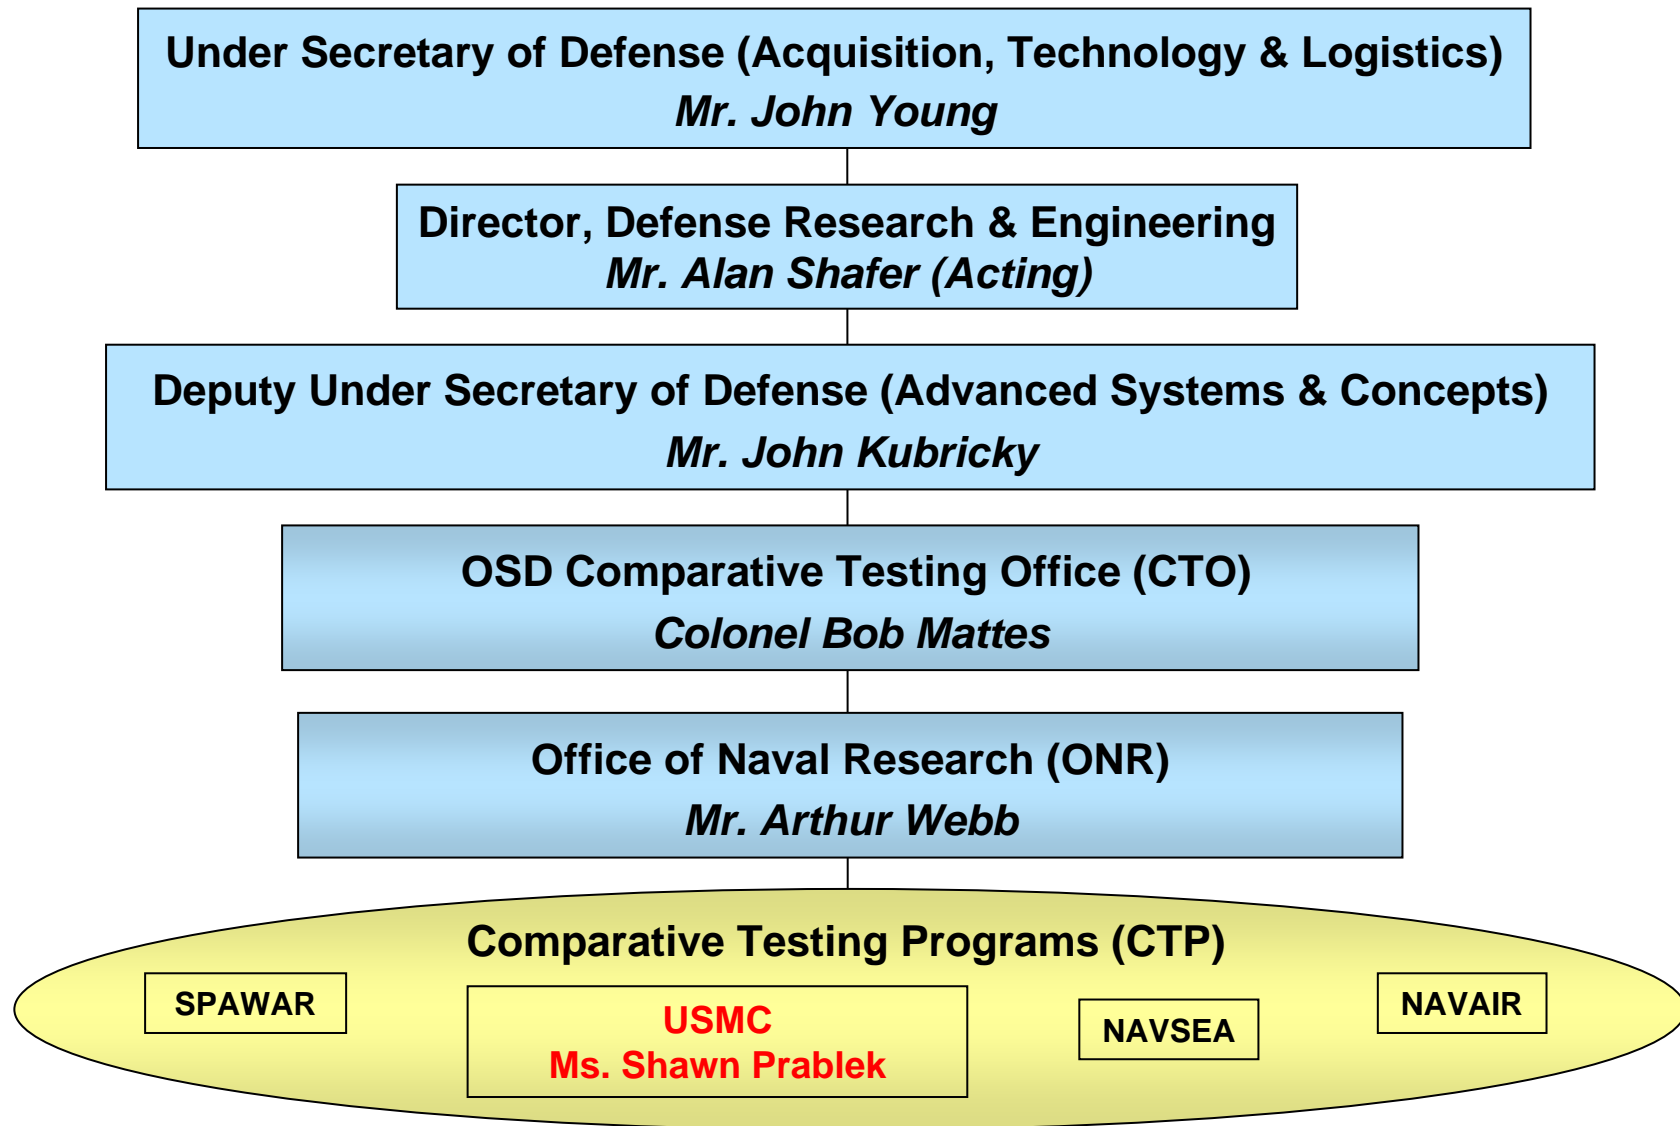 Under Secretary of Defense (Acquisition, Technology & Logistics)
Mr. John Young
Director, Defense Research & Engineering
Mr. Alan Shafer (Acting)
Deputy Under Secretary of Defense (Advanced Systems & Concepts)
Mr. John Kubricky
OSD Comparative Testing Office (CTO)
Colonel Bob Mattes
Office of Naval Research (ONR)
Mr. Arthur Webb
Comparative Testing Programs (CTP)
SPAWAR
USMC
Ms. Shawn Prablek
NAVSEA
NAVAIR